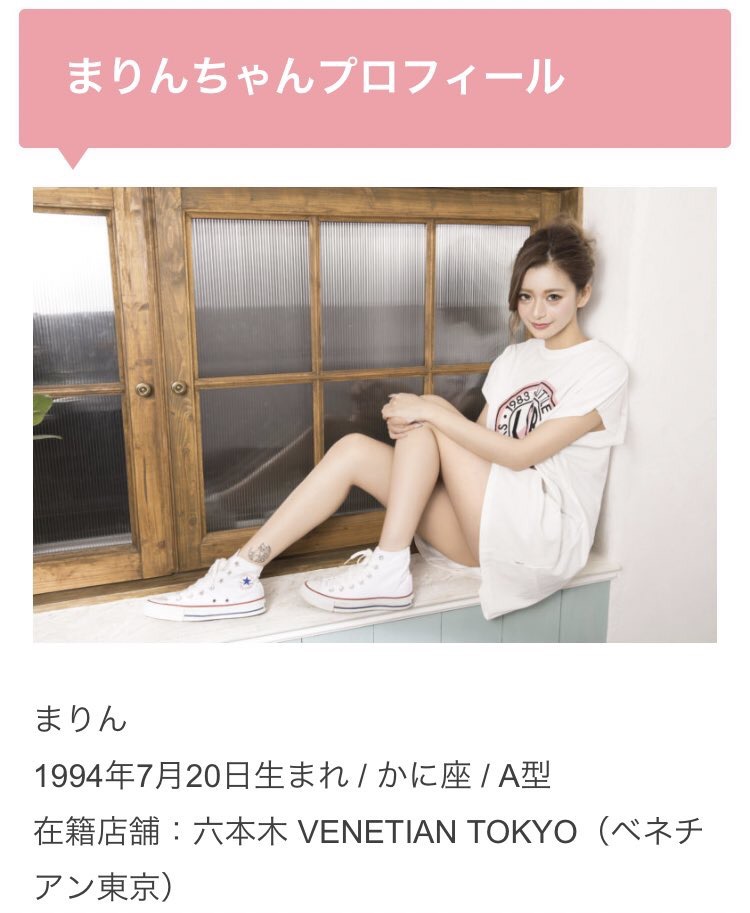 まりんちゃんプロフィール
1983
まりん
1994年7月20日生まれ / かに座 / A型
在籍店舗：六本木 VENETIAN TOKYO（ベネチ
アン東京）